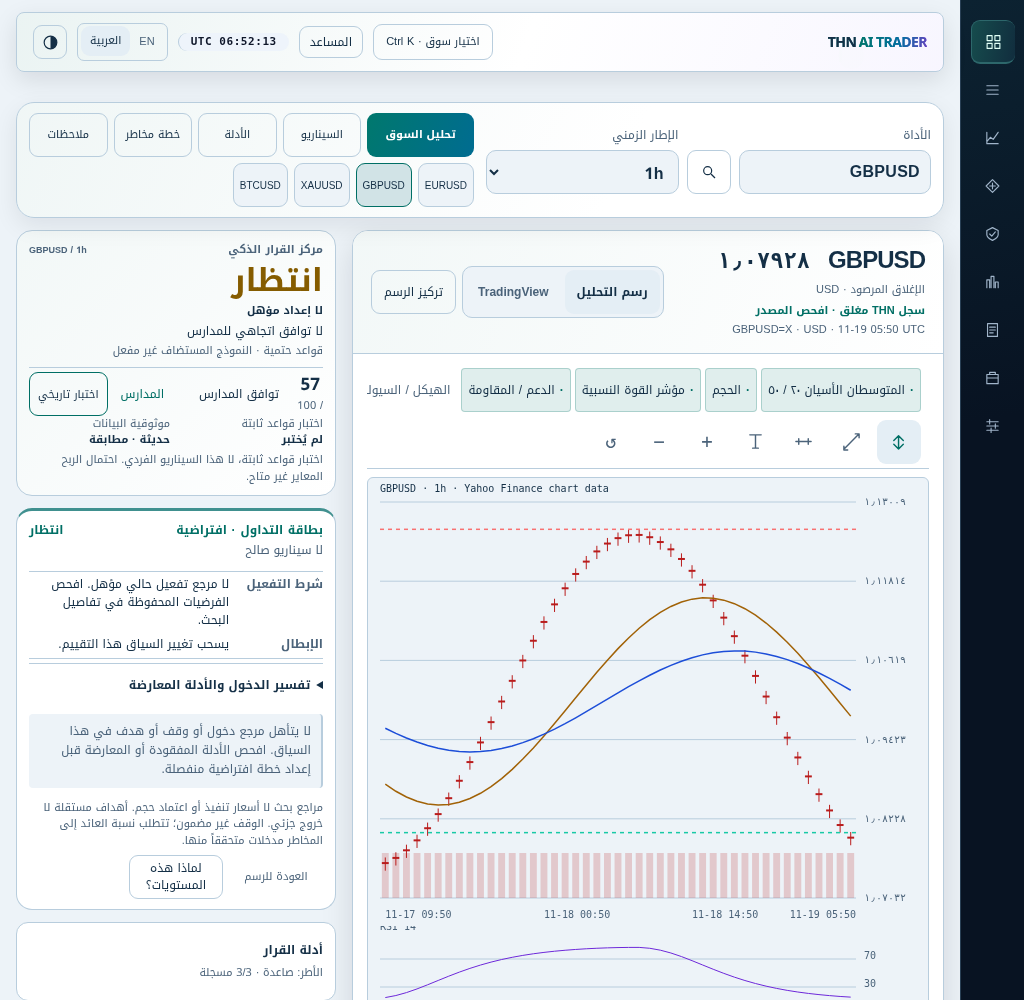 THN AI TRADER
اختيار سوق · Ctrl K
المساعد
UTC 06:52:13
EN
العربية
الأداة
GBPUSD
الإطار الزمني
1h
تحليل السوق
السيناريو
الأدلة
خطة مخاطر
ملاحظات
EURUSD
GBPUSD
XAUUSD
BTCUSD
GBPUSD ١٫٠٧٩٢٨
الإغلاق المرصود · USD
سجل THN مغلق · افحص المصدر
GBPUSD=X · USD · 11-19 05:50 UTC
رسم التحليل
TradingView
تركيز الرسم
· المتوسطان الأسيان ٢٠ / ٥٠
· الحجم
· مؤشر القوة النسبية
· الدعم / المقاومة
الهيكل /
GBPUSD · 1h · Yahoo Finance chart data
١٫١٣٠٠٩
١٫١١٨١٤
١٫١٠٦١٩
١٫٠٩٤٢٣
١٫٠٨٢٢٨
١٫٠٧٠٣٢
11-17 09:50
11-18 00:50
11-18 14:50
11-19 05:50
RSI 14
70
30
مركز القرار الذكي
GBPUSD / 1h
انتظار
لا إعداد مؤهل
لا توافق اتجاهي للمدارس
قواعد حتمية · النموذج المستضاف غير مفعل
57
/ 100
توافق المدارس
المدارس
اختبار تاريخي
اختبار قواعد ثابتة
لم يُختبر
موثوقية البيانات
حديثة · مطابقة
اختبار قواعد ثابتة، لا هذا السيناريو الفردي. احتمال الربح
المعاير غير متاح.
بطاقة التداول · افتراضية
انتظار
لا سيناريو صالح
شرط التفعيل
لا مرجع تفعيل حالي مؤهل. افحص
الفرضيات المحفوظة في تفاصيل
البحث.
الإبطال
يسحب تغيير السياق هذا التقييم.
تفسير الدخول والأدلة المعارضة
لا يتأهل مرجع دخول أو وقف أو هدف في هذا
السياق. افحص الأدلة المفقودة أو المعارضة قبل
إعداد خطة افتراضية منفصلة.
مراجع بحث لا أسعار تنفيذ أو اعتماد حجم. أهداف مستقلة لا
خروج جزئي. الوقف غير مضمون؛ تتطلب نسبة العائد إلى
المخاطر مدخلات متحققاً منها.
العودة للرسم
لماذا هذه
المستويات؟
أدلة القرار
الأطر: صاعدة · 3/3 مسجلة